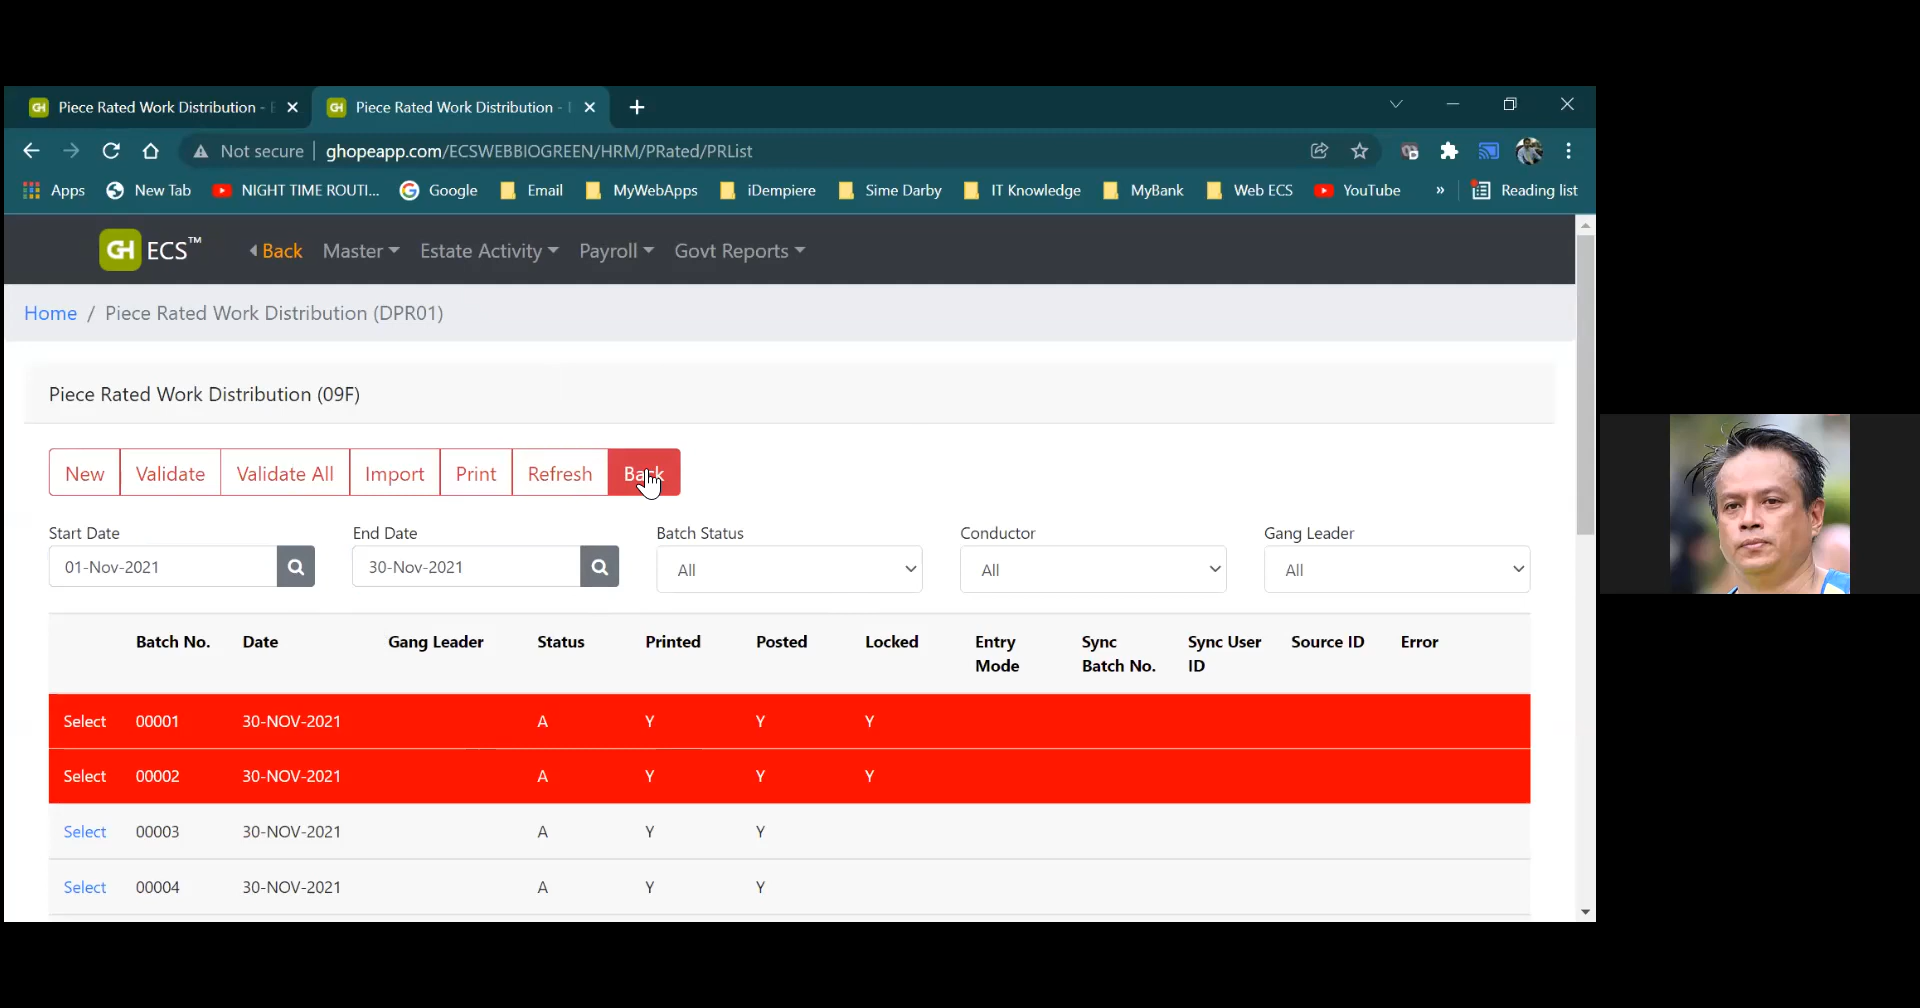 Piece Rated Work Distribution -
Piece Rated Work Distribution -
Not secure | ghopeapp.com/ECSWEBBIOGREEN/HRM/PRated/PRList
Apps New Tab NIGHT TIME ROUTI... Google Email MyWebApps iDempiere Sime Darby IT Knowledge MyBank Web ECS YouTube » Reading list
GH ECS™ Back Master Estate Activity Payroll Govt Reports
Home / Piece Rated Work Distribution (DPR01)
Piece Rated Work Distribution (09F)
New Validate Validate All Import Print Refresh Back
Start Date End Date Batch Status Conductor Gang Leader
01-Nov-2021 30-Nov-2021 All All All
Batch No. Date Gang Leader Status Printed Posted Locked Entry Mode Sync Batch No. Sync User ID Source ID Error
Select 00001 30-NOV-2021 A Y Y Y
Select 00002 30-NOV-2021 A Y Y Y
Select 00003 30-NOV-2021 A Y Y
Select 00004 30-NOV-2021 A Y Y